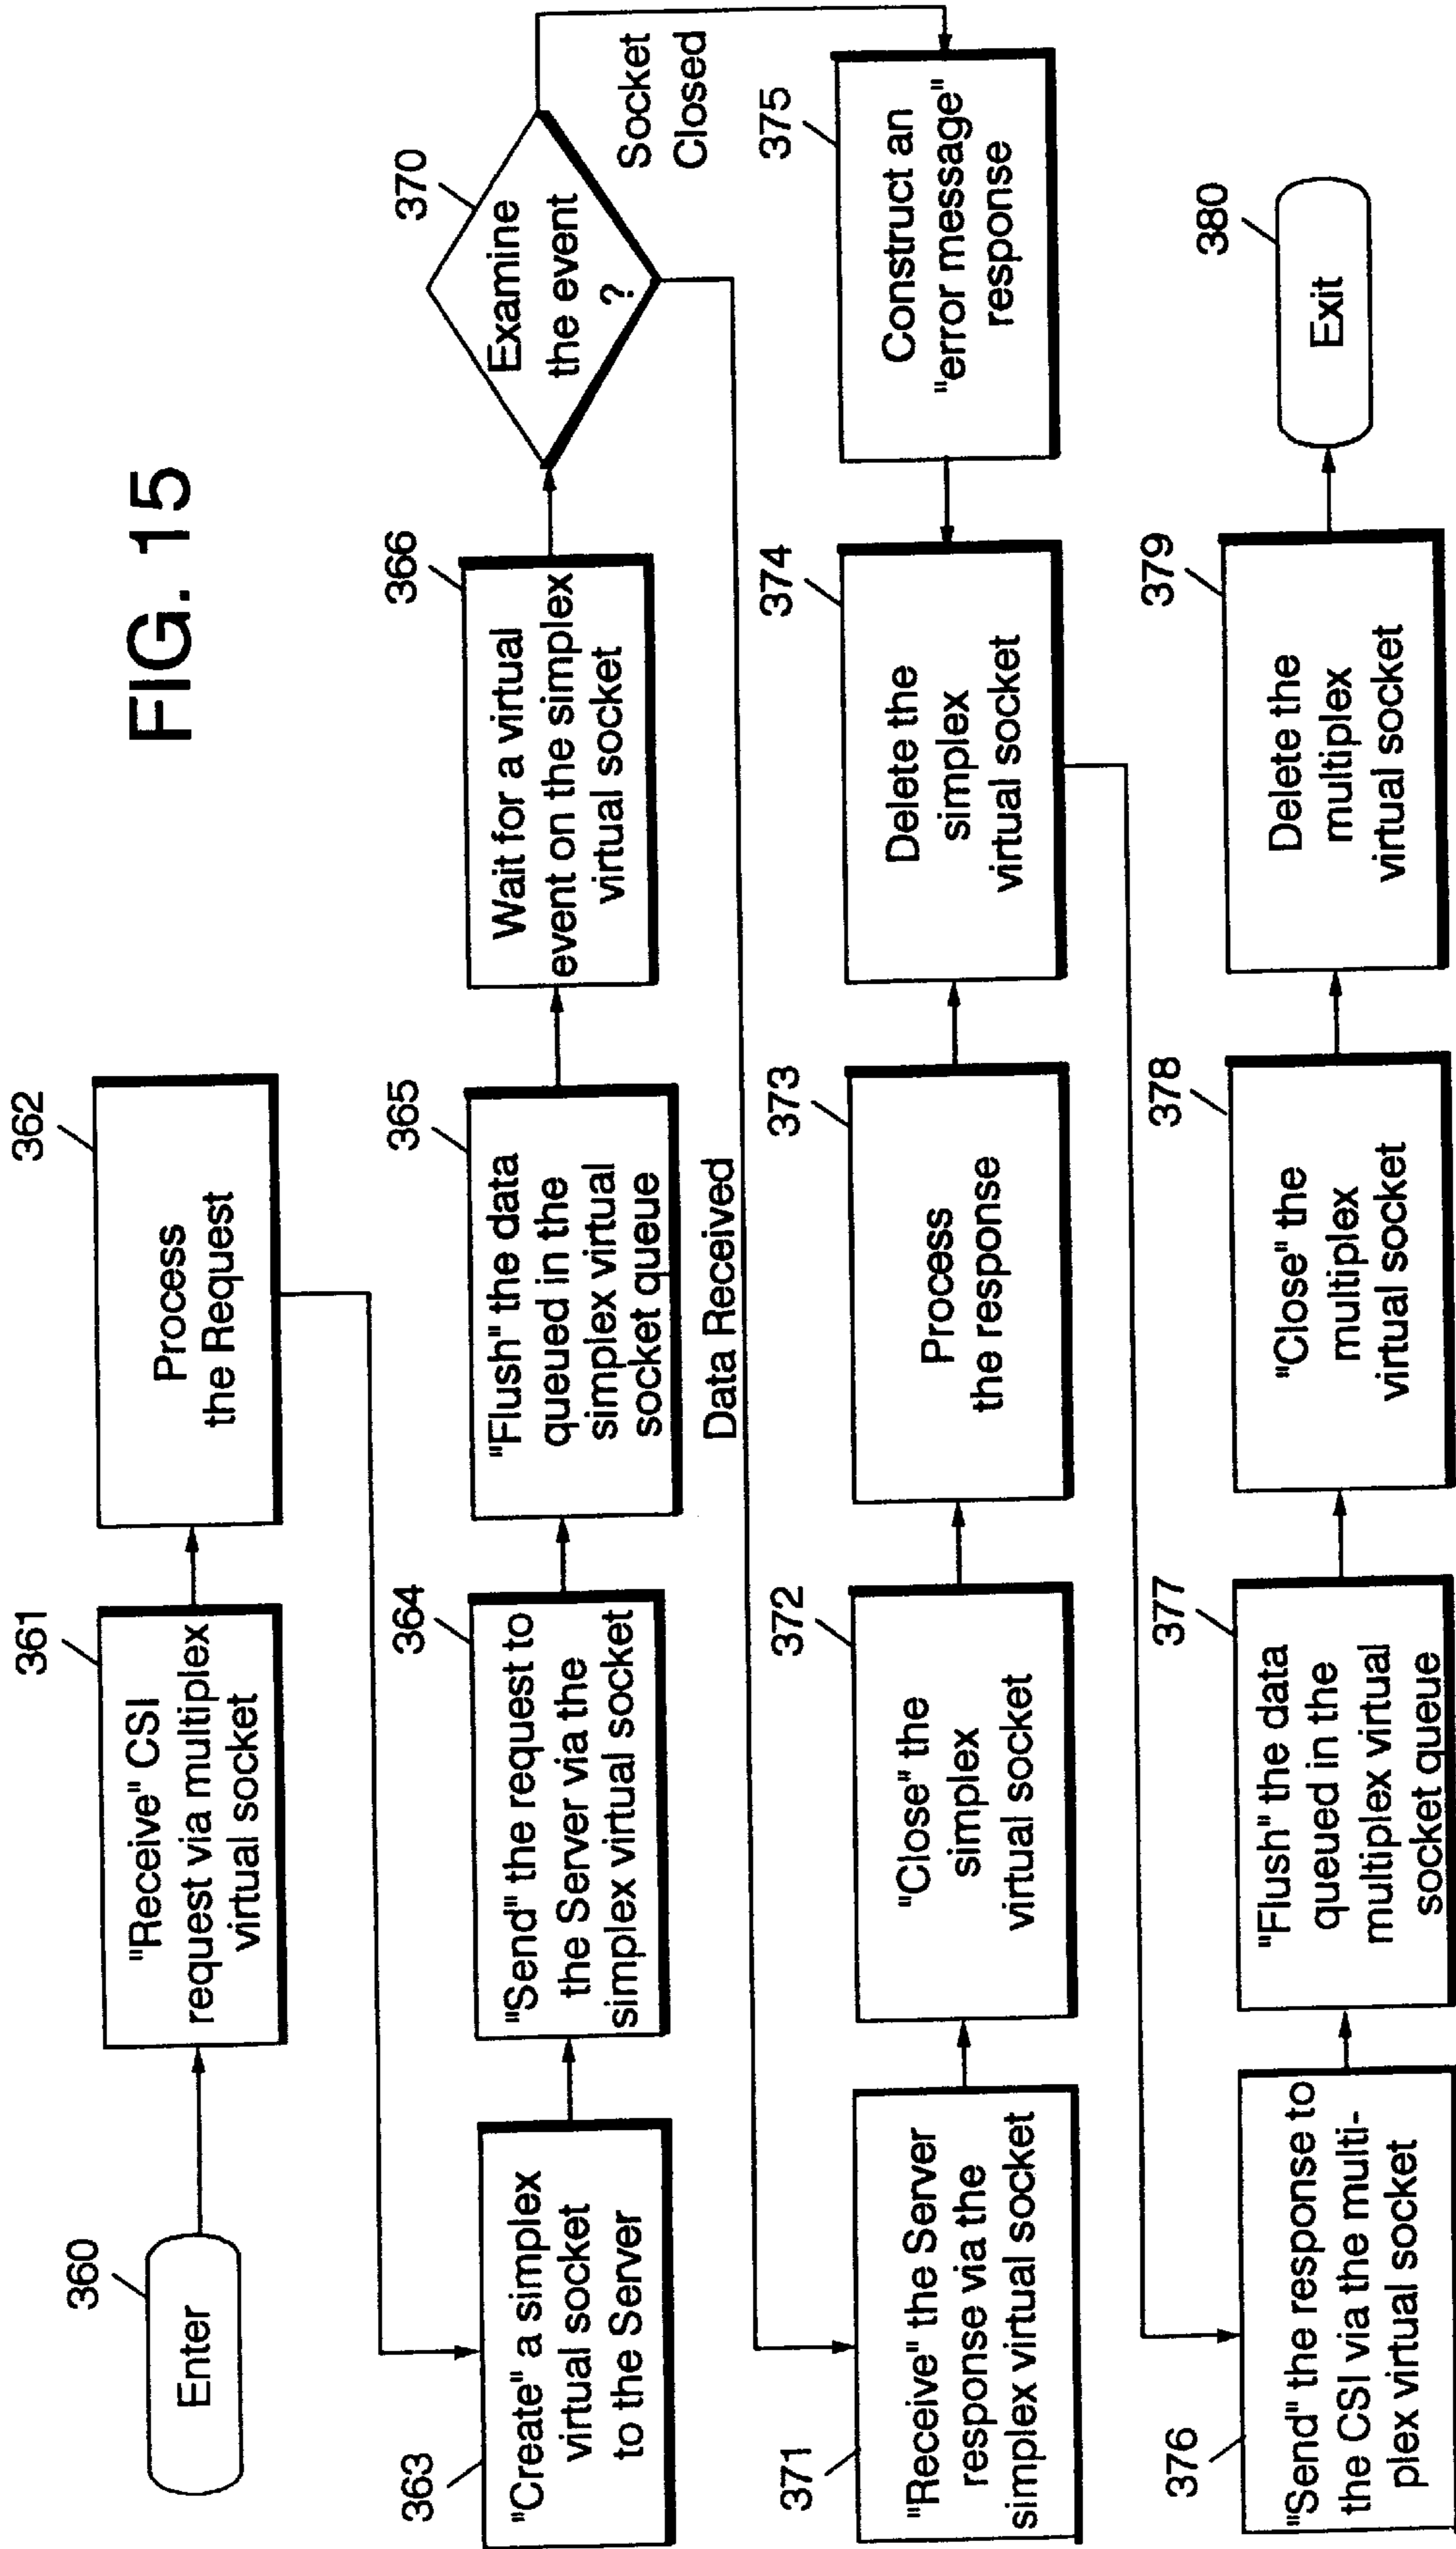 FIG. 15
360
Enter
361
"Receive" CSI
request via multiplex
virtual socket
362
Process
the Request
363
"Create" a simplex
virtual socket
to the Server
364
"Send" the request to
the Server via the
simplex virtual socket
365
"Flush" the data
queued in the
simplex virtual
socket queue
366
Wait for a virtual
event on the simplex
virtual socket
370
Examine
the event
?
Socket
Closed
Data Received
371
"Receive" the Server
response via the
simplex virtual socket
372
"Close" the
simplex
virtual socket
373
Process
the response
374
Delete the
simplex
virtual socket
375
Construct an
"error message"
response
376
"Send" the response to
the CSI via the multi-
plex virtual socket
377
"Flush" the data
queued in the
multiplex virtual
socket queue
378
"Close" the
multiplex
virtual socket
379
Delete the
multiplex
virtual socket
380
Exit